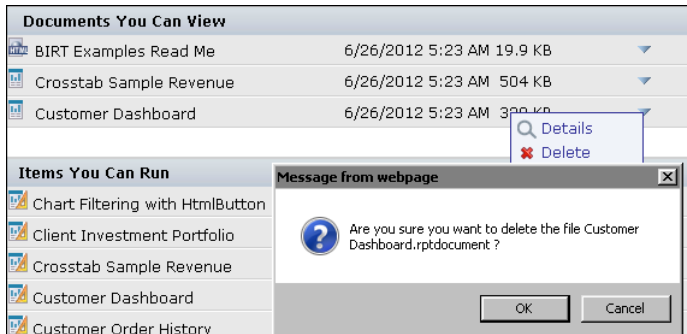 Documents You Can View
BIRT Examples Read Me 6/26/2012 5:23 AM 19.9 KB
Crosstab Sample Revenue 6/26/2012 5:23 AM 504 KB
Customer Dashboard 6/26/2012 5:23 AM
Details
Delete
Items You Can Run
Chart Filtering with HtmlButton
Client Investment Portfolio
Crosstab Sample Revenue
Customer Dashboard
Customer Order History
Message from webpage
Are you sure you want to delete the file Customer
Dashboard.rptdocument ?
OK Cancel